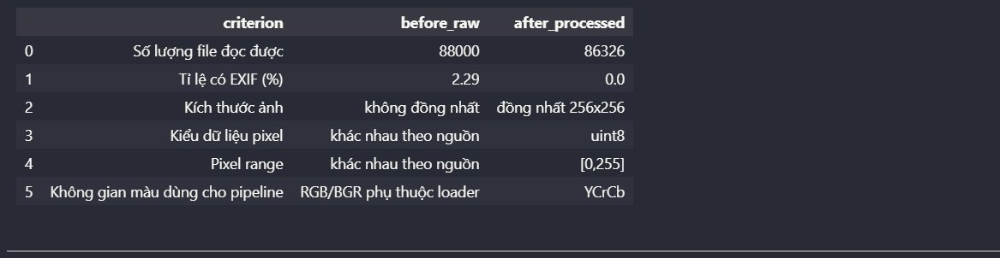 criterion before_raw after_processed
0 Số lượng file đọc được 88000 86326
1 Tỉ lệ có EXIF (%) 2.29 0.0
2 Kích thước ảnh không đồng nhất đồng nhất 256x256
3 Kiểu dữ liệu pixel khác nhau theo nguồn uint8
4 Pixel range khác nhau theo nguồn [0,255]
5 Không gian màu dùng cho pipeline RGB/BGR phụ thuộc loader YCrCb